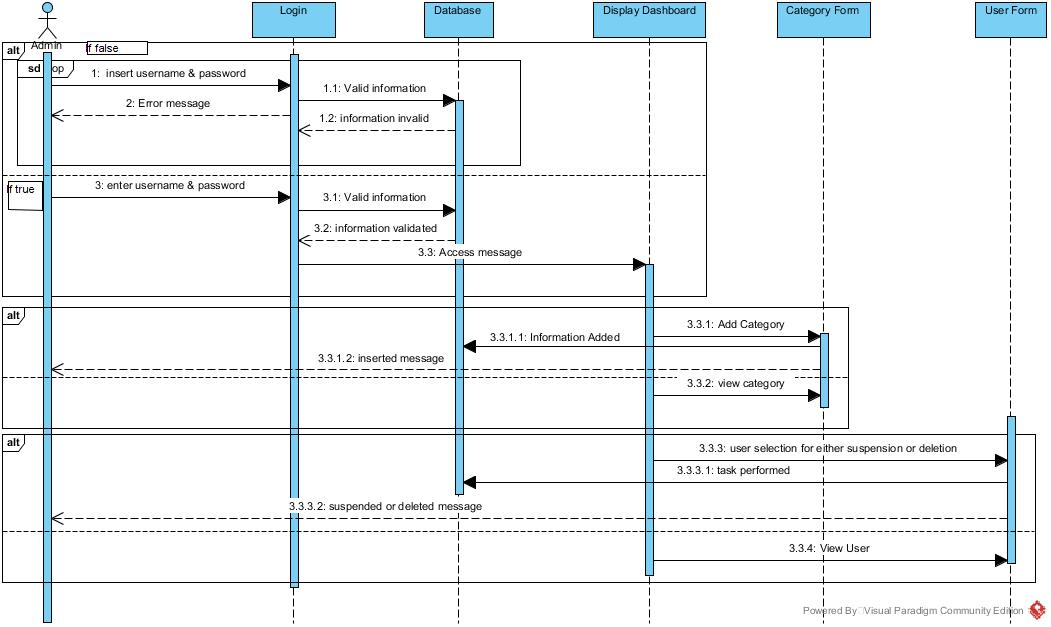 Login
Database
Display Dashboard
Category Form
User Form
Admin
alt
If false
sd
op
1: insert username & password
1.1: Valid information
2: Error message
1.2: information invalid
If true
3: enter username & password
3.1: Valid information
3.2: information validated
3.3: Access message
alt
3.3.1: Add Category
3.3.1.1: Information Added
3.3.1.2: inserted message
3.3.2: view category
alt
3.3.3: user selection for either suspension or deletion
3.3.3.1: task performed
3.3.3.2: suspended or deleted message
3.3.4: View User
Powered By Visual Paradigm Community Edition